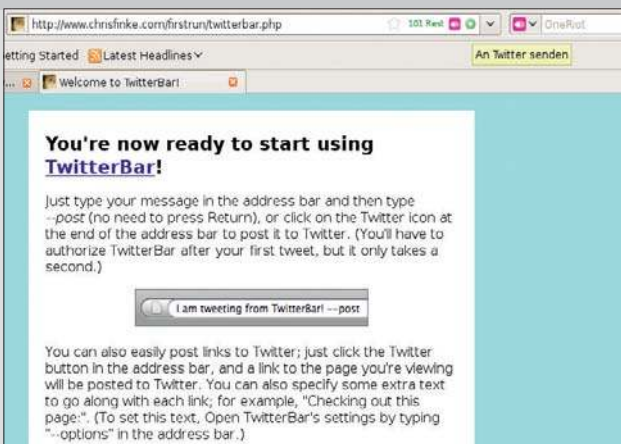 http://www.chrisfinke.com/firstrun/twitterbar.php
101 Rest
OneRiot
etting Started
Latest Headlines
An Twitter senden
...
Welcome to TwitterBar!
You're now ready to start using
TwitterBar!
Just type your message in the address bar and then type
--post (no need to press Return), or click on the Twitter icon at
the end of the address bar to post it to Twitter. (You'll have to
authorize TwitterBar after your first tweet, but it only takes a
second.)
I am tweeting from TwitterBar! --post
You can also easily post links to Twitter; just click the Twitter
button in the address bar, and a link to the page you're viewing
will be posted to Twitter. You can also specify some extra text
to go along with each link; for example, "Checking out this
page:". (To set this text, Open TwitterBar's settings by typing
"--options" in the address bar.)